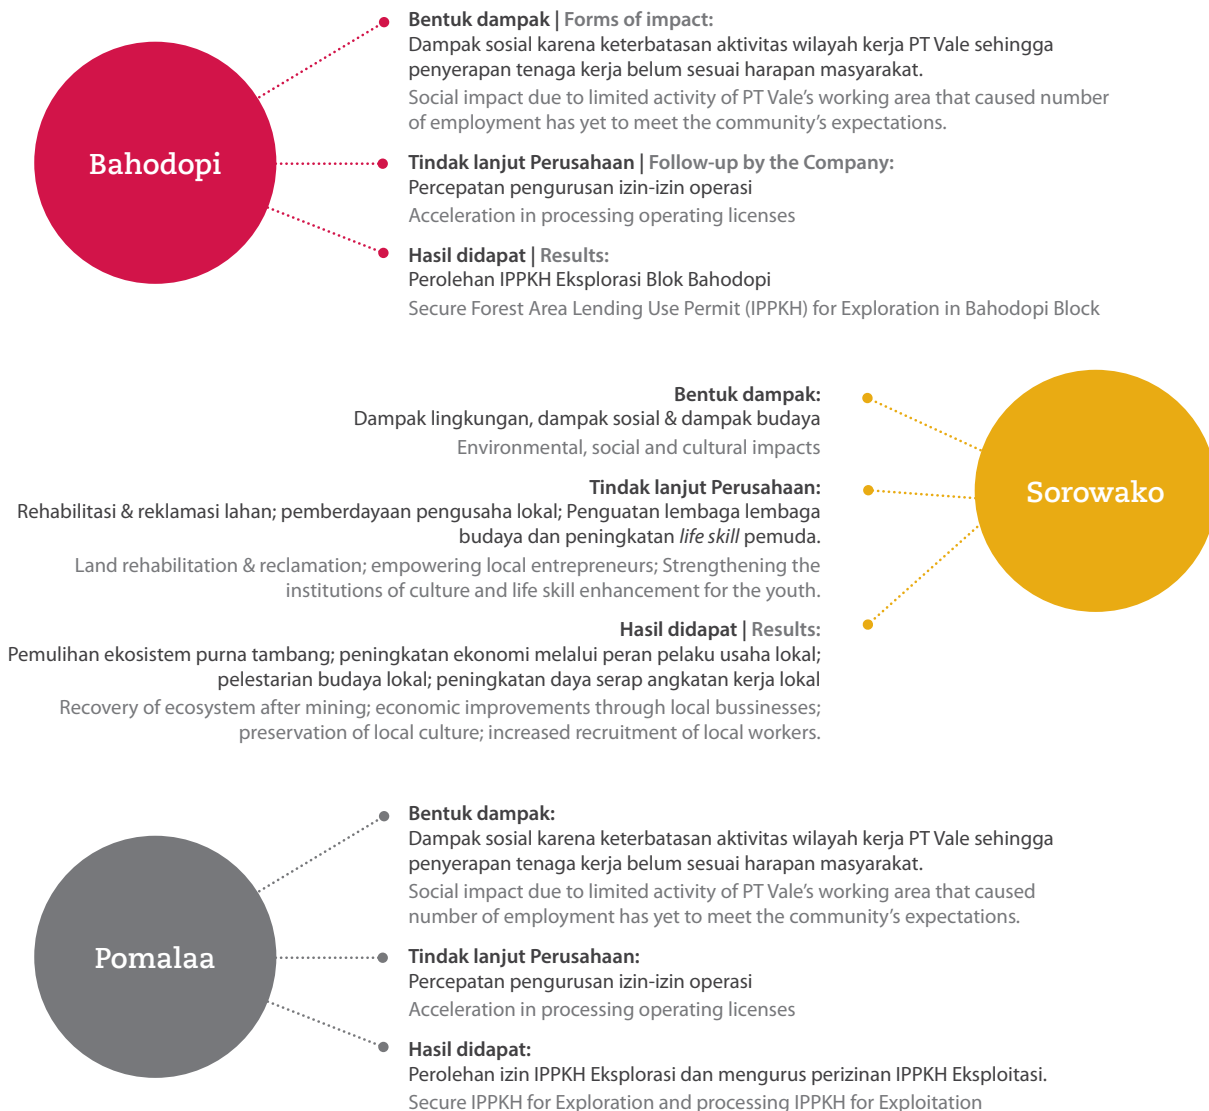 Bahodopi
Bentuk dampak | Forms of impact:
Dampak sosial karena keterbatasan aktivitas wilayah kerja PT Vale sehingga
penyerapan tenaga kerja belum sesuai harapan masyarakat.
Social impact due to limited activity of PT Vale's working area that caused number
of employment has yet to meet the community's expectations.
Tindak lanjut Perusahaan | Follow-up by the Company:
Percepatan pengurusan izin-izin operasi
Acceleration in processing operating licenses
Hasil didapat | Results:
Perolehan IPPKH Eksplorasi Blok Bahodopi
Secure Forest Area Lending Use Permit (IPPKH) for Exploration in Bahodopi Block
Sorowako
Bentuk dampak:
Dampak lingkungan, dampak sosial & dampak budaya
Environmental, social and cultural impacts
Tindak lanjut Perusahaan:
Rehabilitasi & reklamasi lahan; pemberdayaan pengusaha lokal; Penguatan lembaga lembaga
budaya dan peningkatan life skill pemuda.
Land rehabilitation & reclamation; empowering local entrepreneurs; Strengthening the
institutions of culture and life skill enhancement for the youth.
Hasil didapat | Results:
Pemulihan ekosistem purna tambang; peningkatan ekonomi melalui peran pelaku usaha lokal;
pelestarian budaya lokal; peningkatan daya serap angkatan kerja lokal
Recovery of ecosystem after mining; economic improvements through local bussinesses;
preservation of local culture; increased recruitment of local workers.
Pomalaa
Bentuk dampak:
Dampak sosial karena keterbatasan aktivitas wilayah kerja PT Vale sehingga
penyerapan tenaga kerja belum sesuai harapan masyarakat.
Social impact due to limited activity of PT Vale's working area that caused
number of employment has yet to meet the community's expectations.
Tindak lanjut Perusahaan:
Percepatan pengurusan izin-izin operasi
Acceleration in processing operating licenses
Hasil didapat:
Perolehan izin IPPKH Eksplorasi dan mengurus perizinan IPPKH Eksploitasi.
Secure IPPKH for Exploration and processing IPPKH for Exploitation